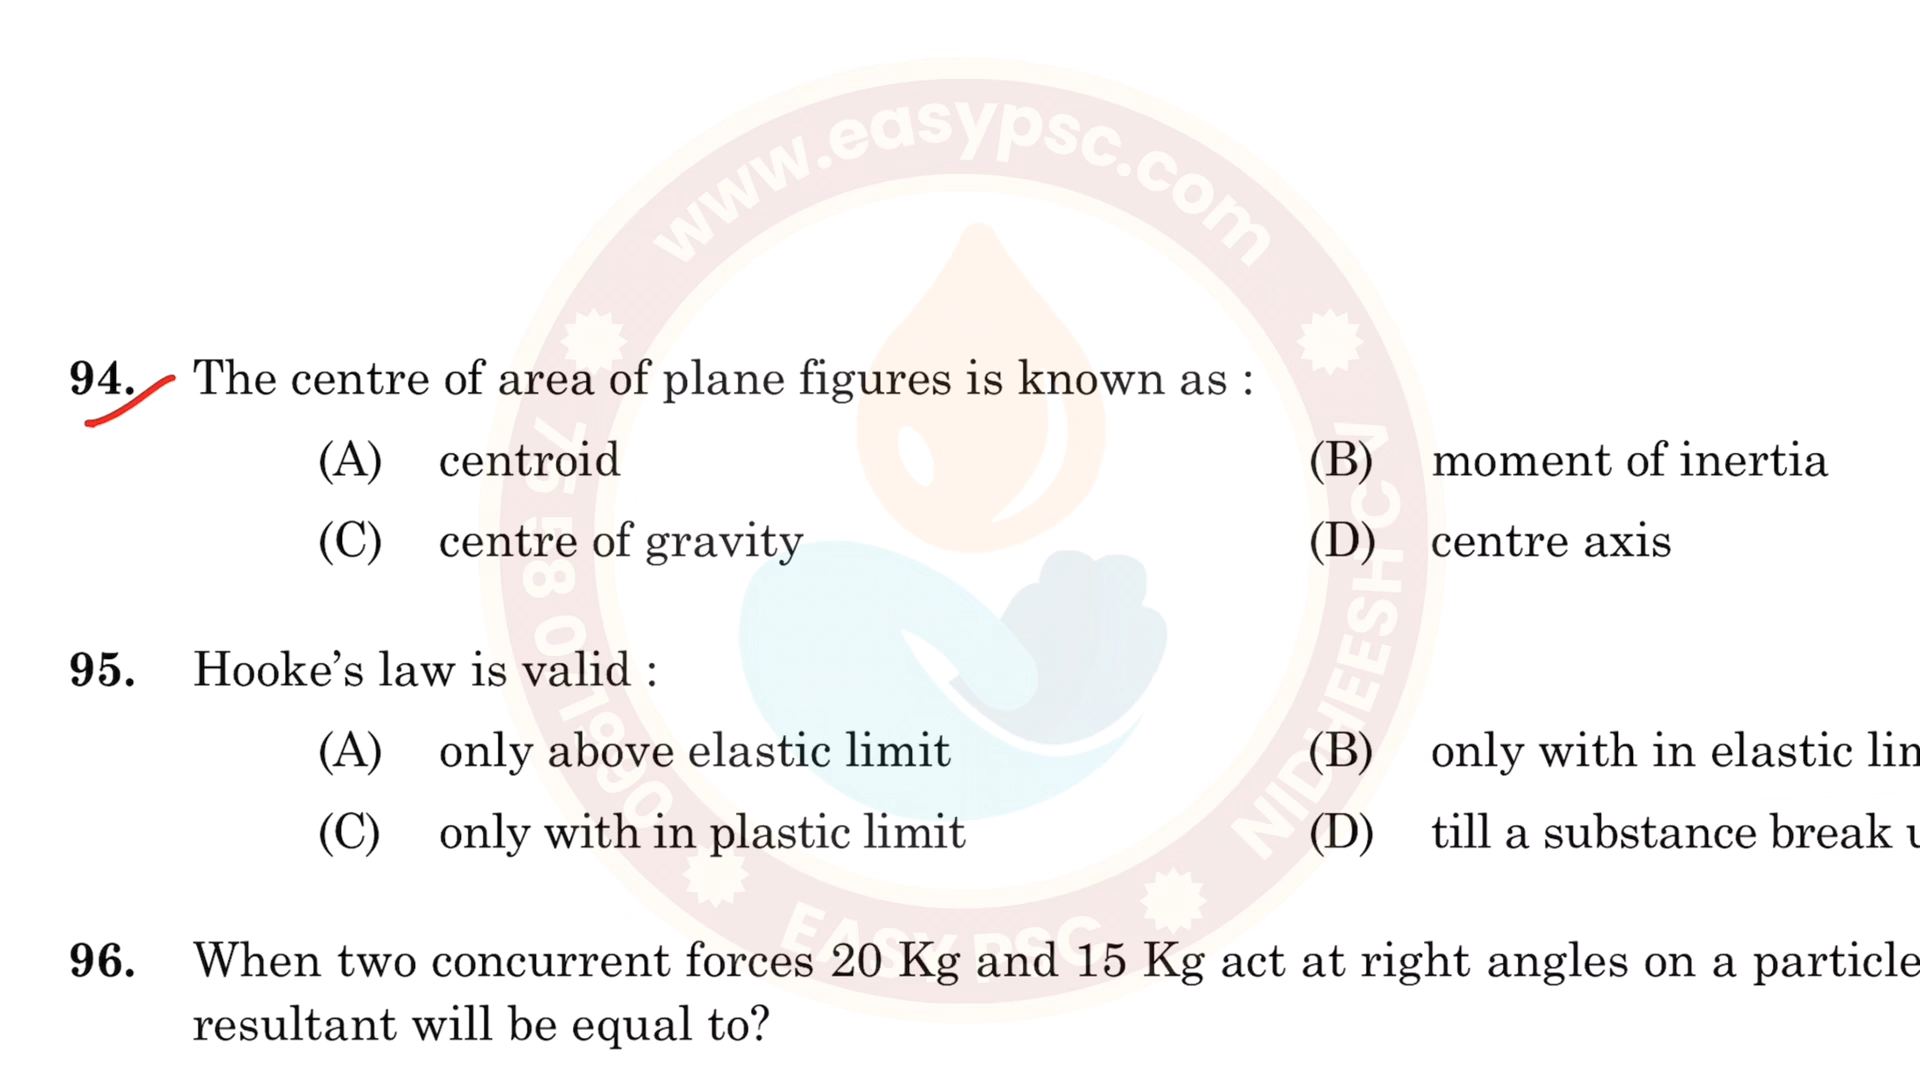 www.easypsc.com
94. The centre of area of plane figures is known as :
(A) centroid (B) moment of inertia
(C) centre of gravity (D) centre axis
95. Hooke’s law is valid :
(A) only above elastic limit (B) only with in elastic
(C) only with in plastic limit (D) till a substance break
96. When two concurrent forces 20 Kg and 15 Kg act at right angles on a particle
resultant will be equal to?
EASY PSC